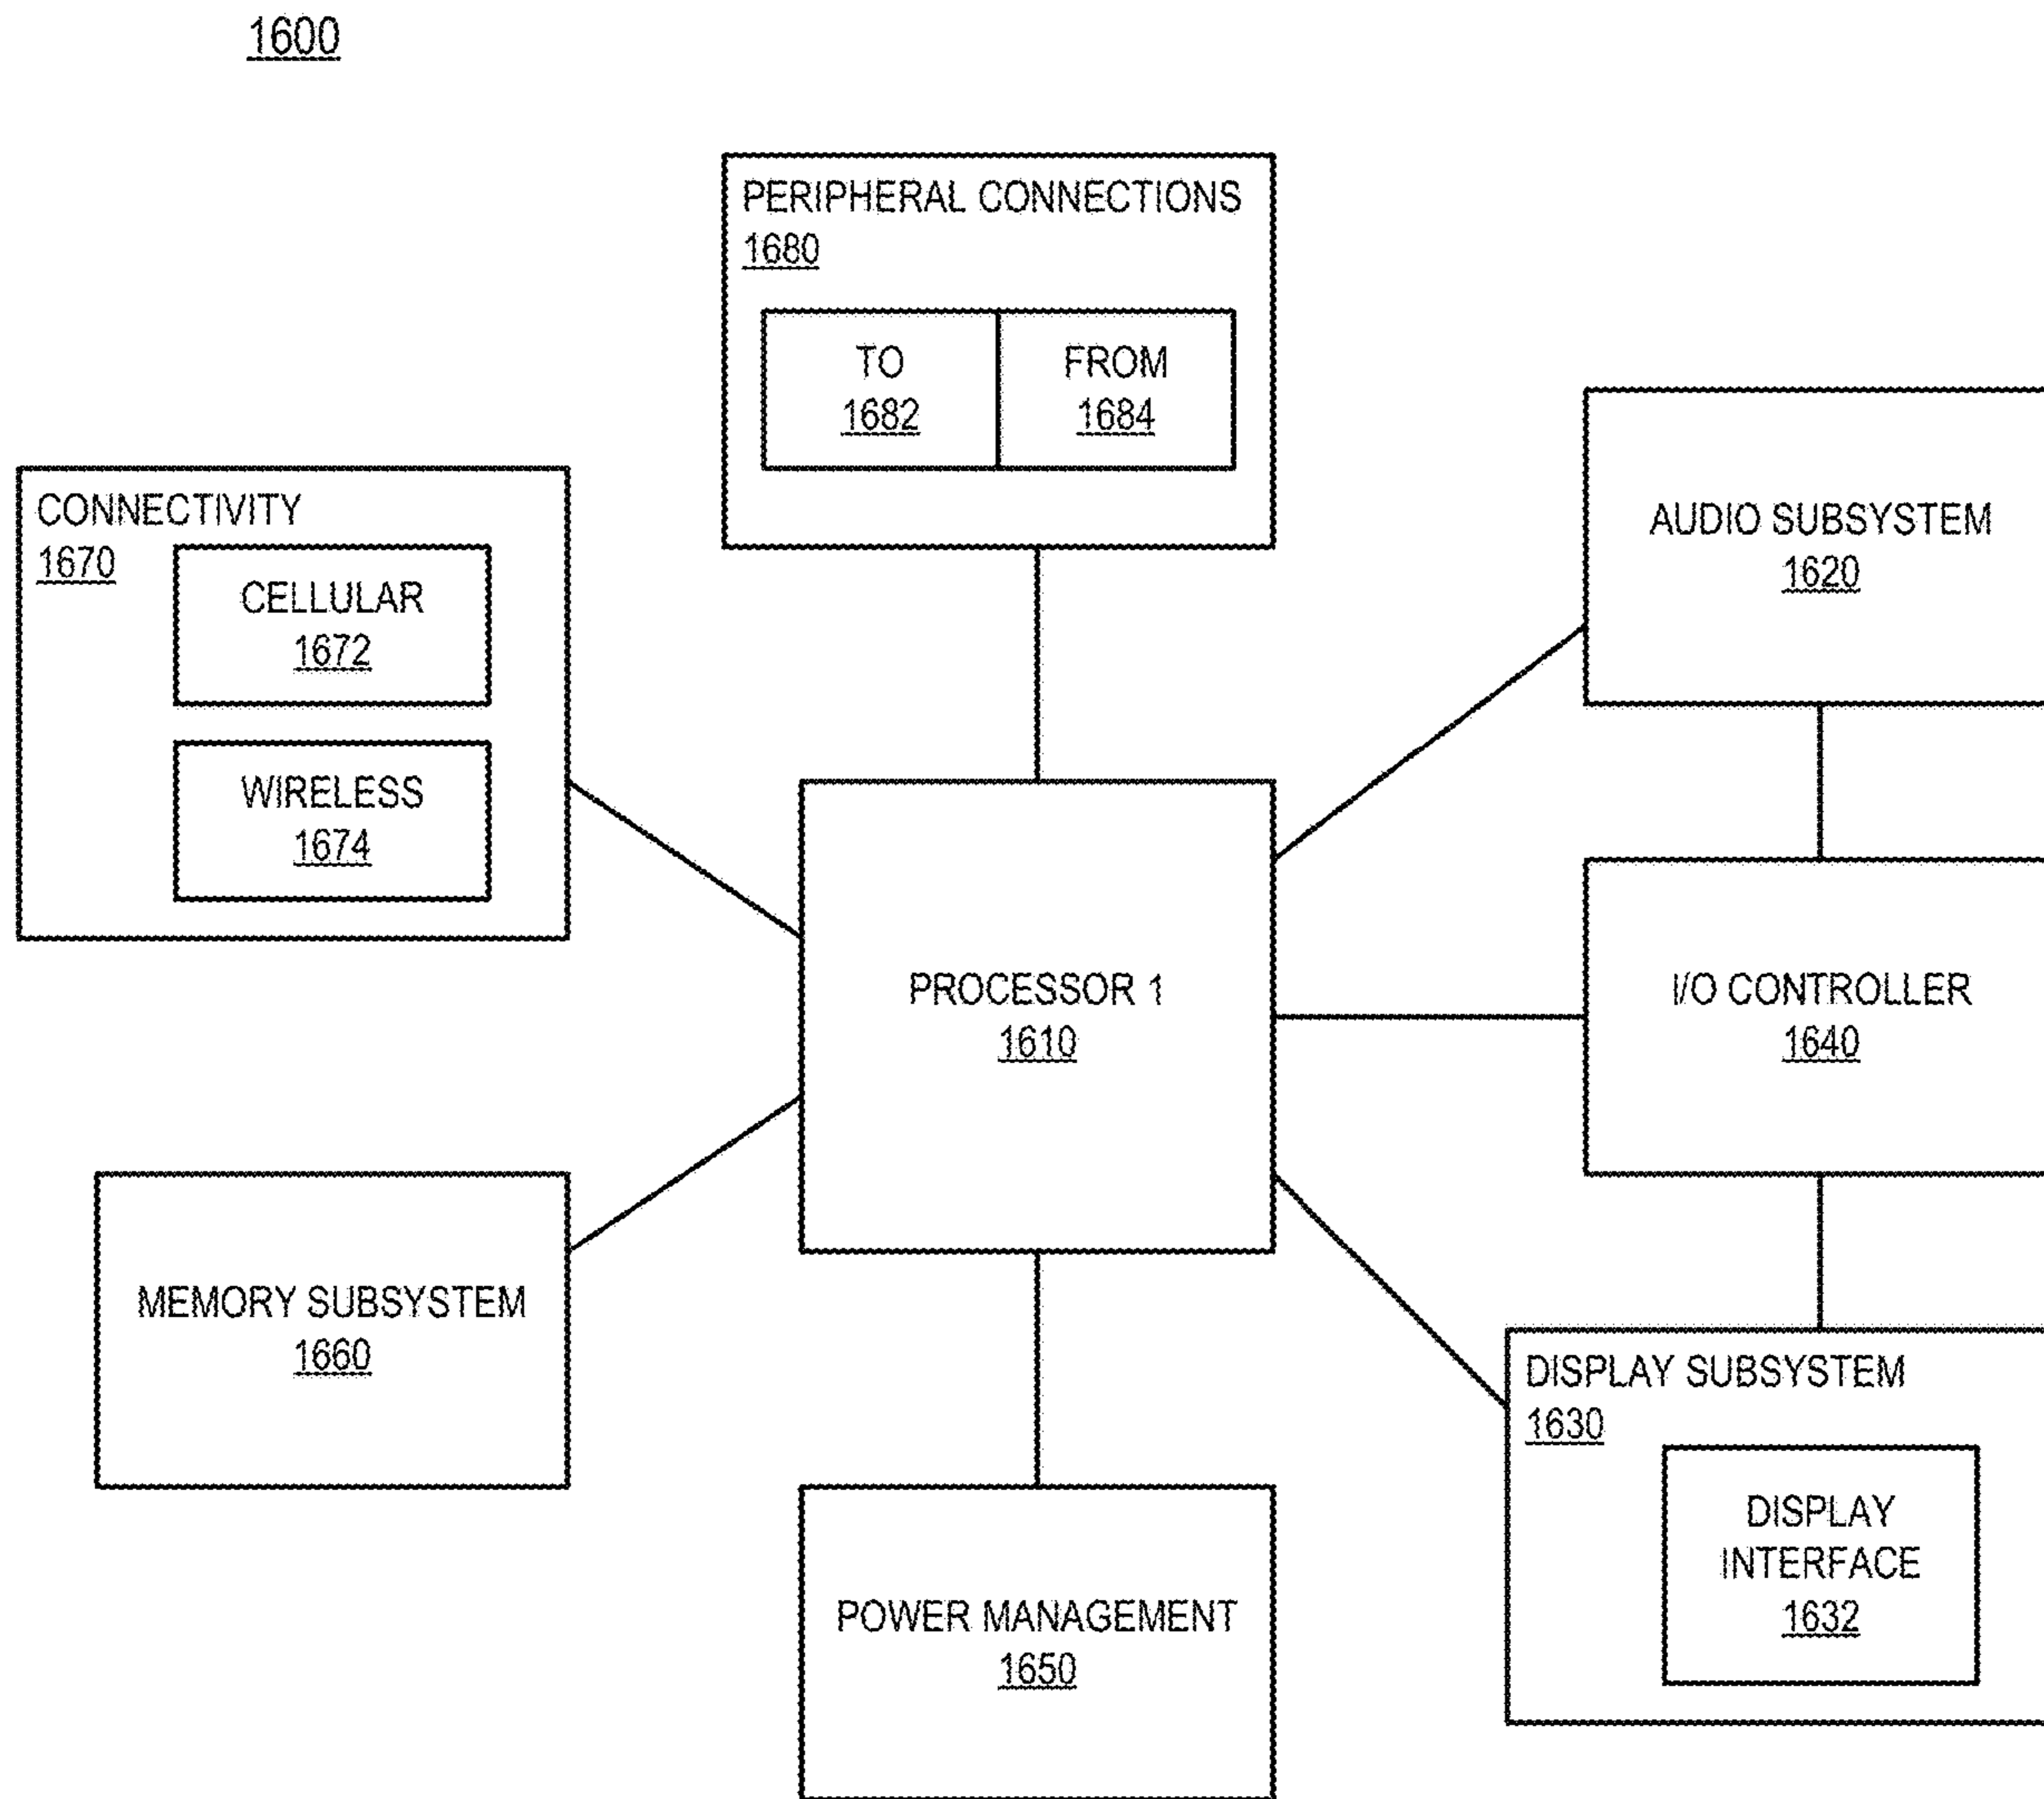 1600
PERIPHERAL CONNECTIONS
1680
TO
1682
FROM
1684
CONNECTIVITY
1670
CELLULAR
1672
WIRELESS
1674
AUDIO SUBSYSTEM
1620
PROCESSOR 1
1610
I/O CONTROLLER
1640
MEMORY SUBSYSTEM
1660
DISPLAY SUBSYSTEM
1630
DISPLAY
INTERFACE
1632
POWER MANAGEMENT
1650